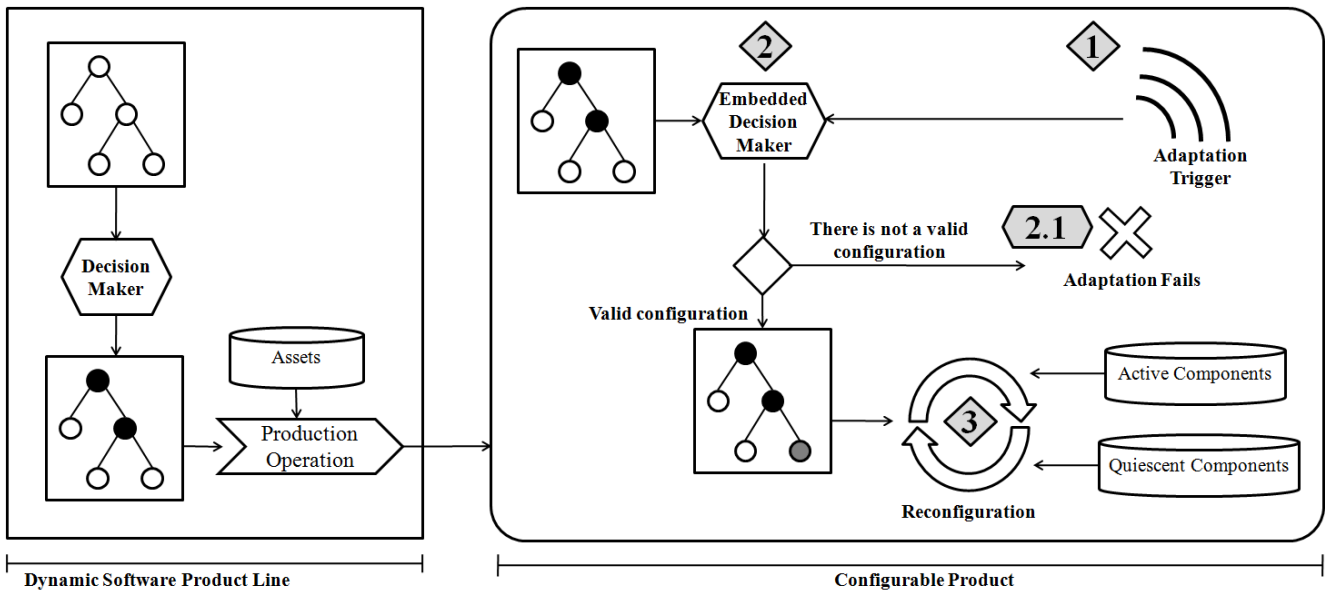 Decision
Maker
Assets
Production
Operation
Dynamic Software Product Line
2
1
Embedded
Decision
Maker
Adaptation
Trigger
There is not a valid
configuration
2.1
Adaptation Fails
Valid configuration
Active Components
3
Quiescent Components
Reconfiguration
Configurable Product